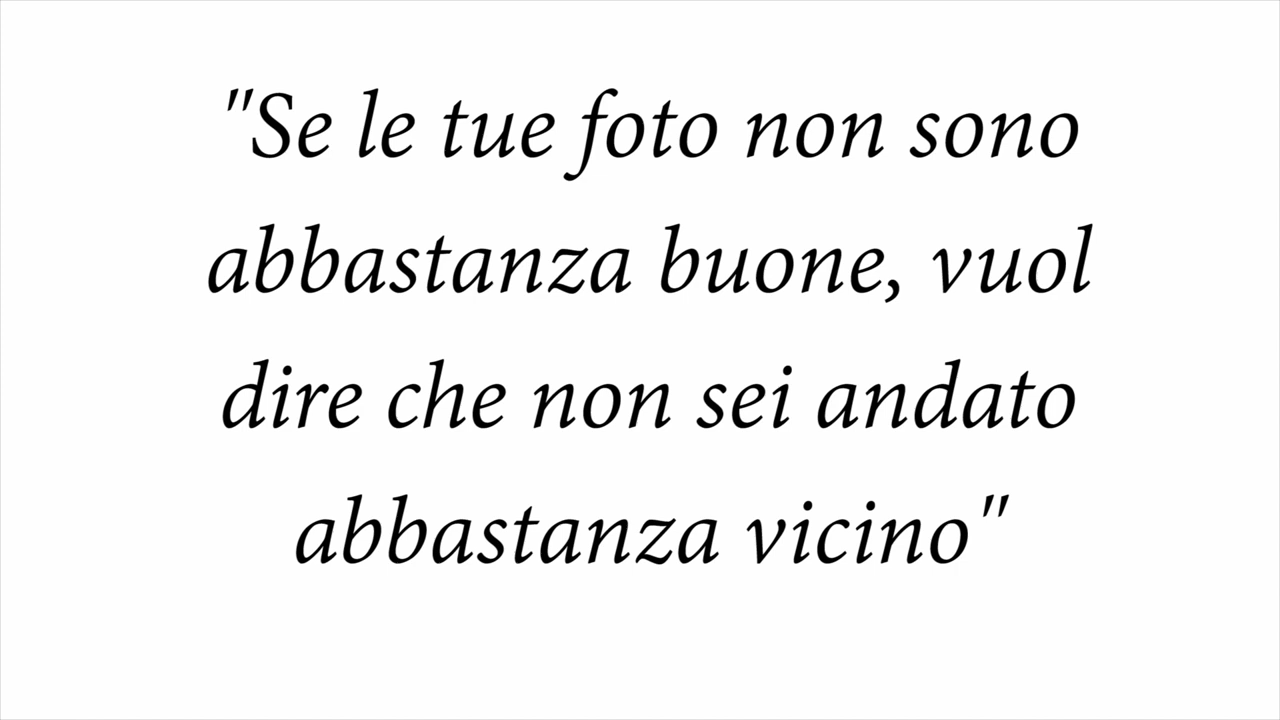 "Se le tue foto non sono
abbastanza buone, vuol
dire che non sei andato
abbastanza vicino"